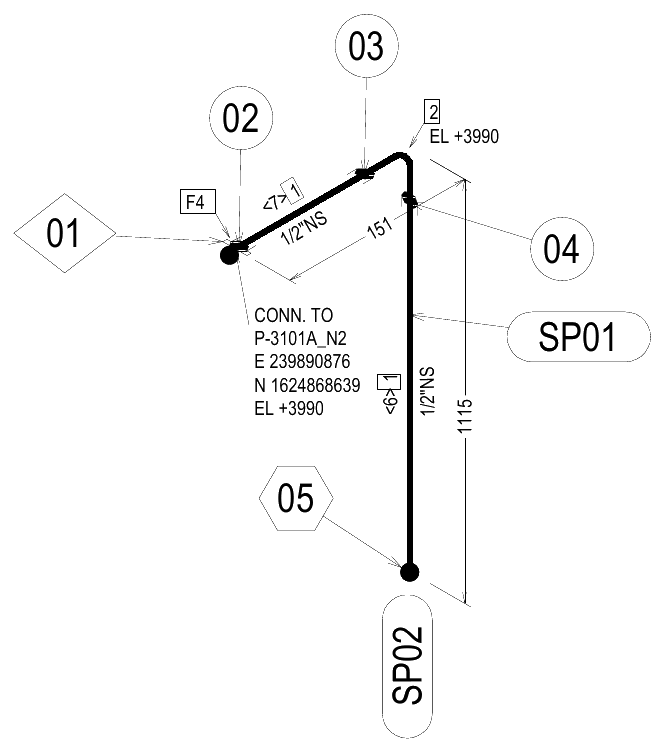 03
02
2
EL +3990
<7> 1
F4
1/2"NS
151
01
04
CONN. TO
P-3101A_N2
E 239890876
N 1624868639
EL +3990
SP01
<6> 1
1/2"NS
1115
05
SP02